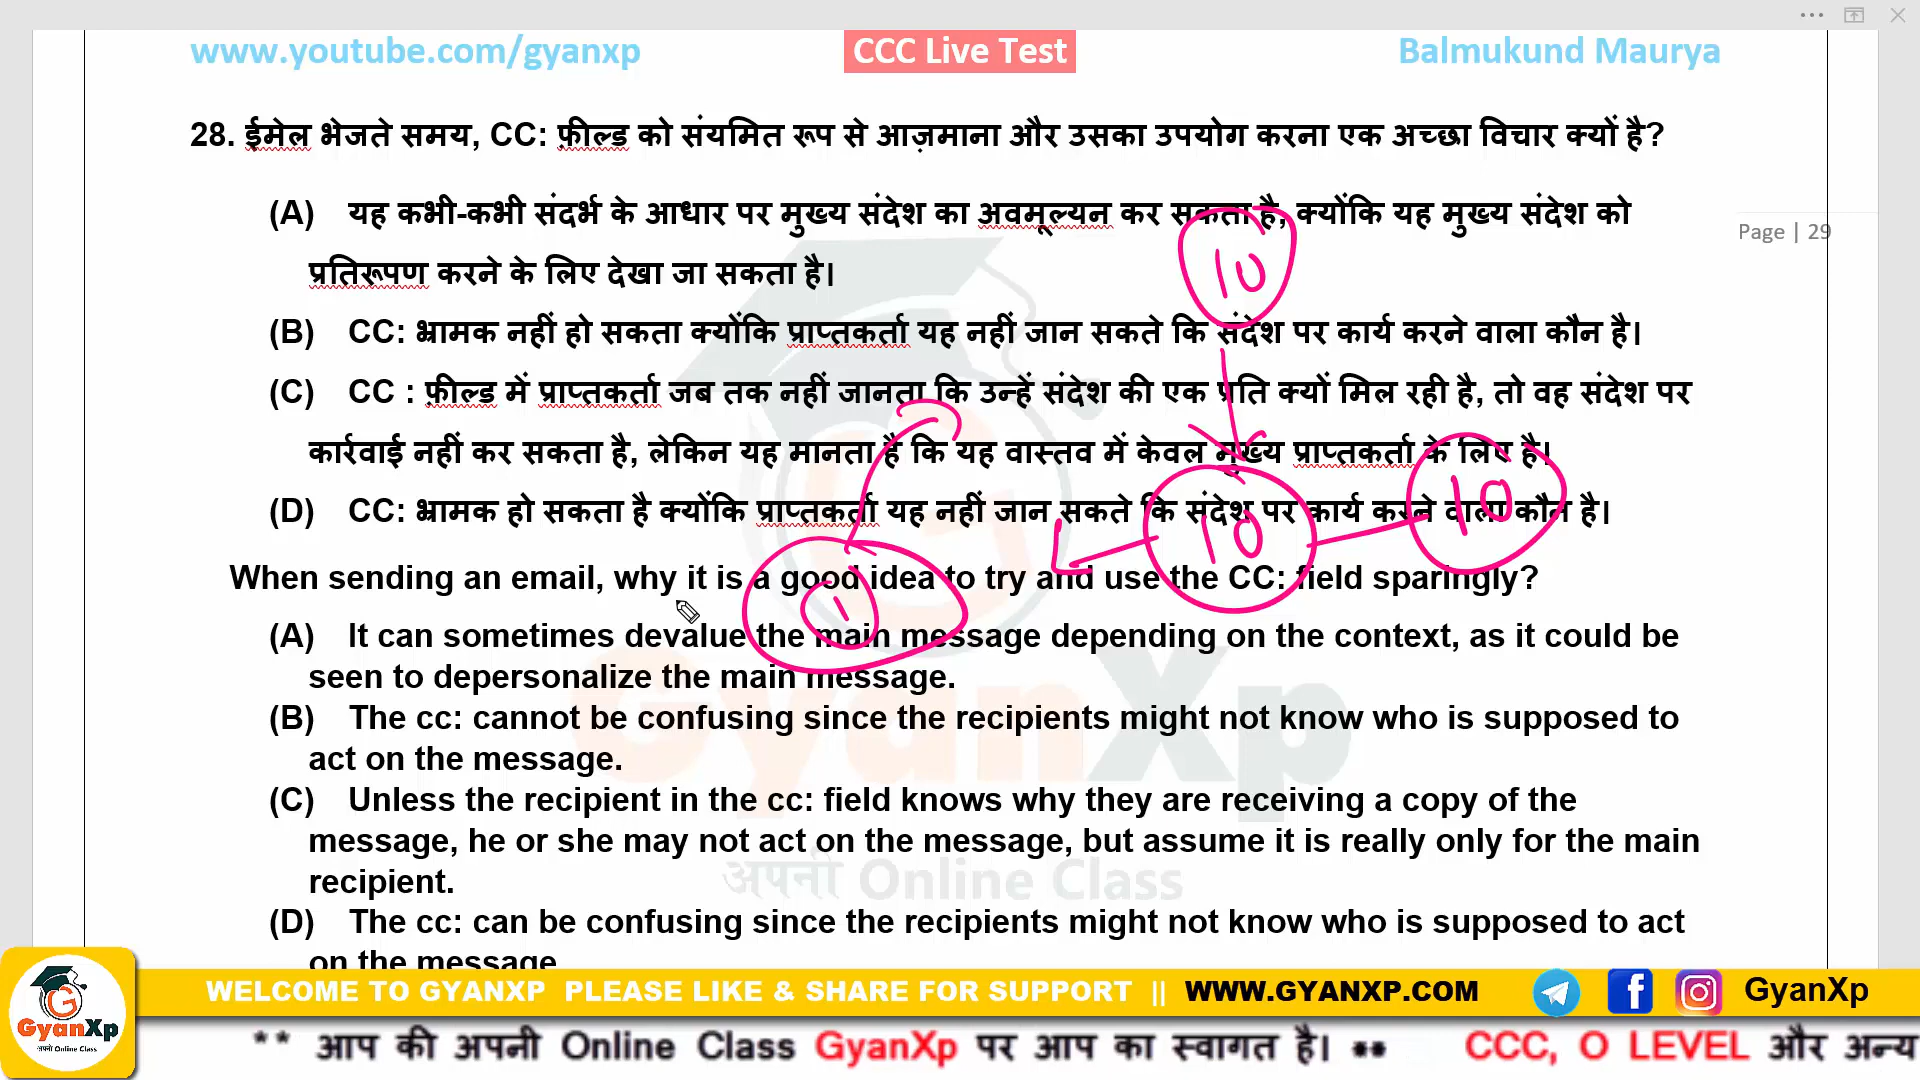 www.youtube.com/gyanxp CCC Live Test Balmukund Maurya
28. ईमेल भेजते समय, CC: फ़ील्ड को संयमित रूप से आज़माना और उसका उपयोग करना एक अच्छा विचार क्यों है?
(A) यह कभी-कभी संदर्भ के आधार पर मुख्य संदेश का अवमूल्यन कर सकता है, क्योंकि यह मुख्य संदेश को
Page | 29
प्रतिरूपण करने के लिए देखा जा सकता है।
10
(B) CC: भ्रामक नहीं हो सकता क्योंकि प्राप्तकर्ता यह नहीं जान सकते कि संदेश पर कार्य करने वाला कौन है।
(C) CC : फ़ील्ड में प्राप्तकर्ता जब तक नहीं जानता कि उन्हें संदेश की एक प्रति क्यों मिल रही है, तो वह संदेश पर
कार्रवाई नहीं कर सकता है, लेकिन यह मानता है कि यह वास्तव में केवल मुख्य प्राप्तकर्ता के लिए है।
(D) CC: भ्रामक हो सकता है क्योंकि प्राप्तकर्ता यह नहीं जान सकते कि संदेश पर कार्य करने वाला कौन है।
10 10
When sending an email, why it is a good idea to try and use the CC: field sparingly?
1
(A) It can sometimes devalue the main message depending on the context, as it could be
seen to depersonalize the main message.
(B) The cc: cannot be confusing since the recipients might not know who is supposed to
act on the message.
GyanXp
(C) Unless the recipient in the cc: field knows why they are receiving a copy of the
message, he or she may not act on the message, but assume it is really only for the main
recipient.
अपनी Online Class
(D) The cc: can be confusing since the recipients might not know who is supposed to act
on the message
WELCOME TO GYANXP PLEASE LIKE & SHARE FOR SUPPORT || WWW.GYANXP.COM GyanXp
GyanXp
अपनी Online Class
** आप की अपनी Online Class GyanXp पर आप का स्वागत है। ** CCC, O LEVEL और अन्य